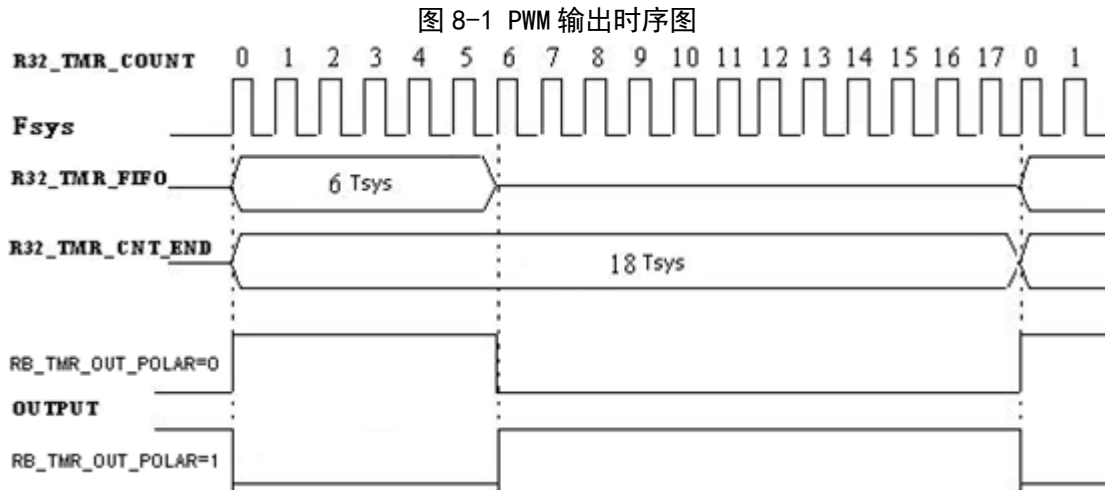 图 8-1 PWM 输出时序图
R32_TMR_COUNT 0 1 2 3 4 5 6 7 8 9 10 11 12 13 14 15 16 17 0 1
Fsys
R32_TMR_FIFO 6 Tsys
R32_TMR_CNT_END 18 Tsys
RB_TMR_OUT_POLAR=0
OUTPUT
RB_TMR_OUT_POLAR=1